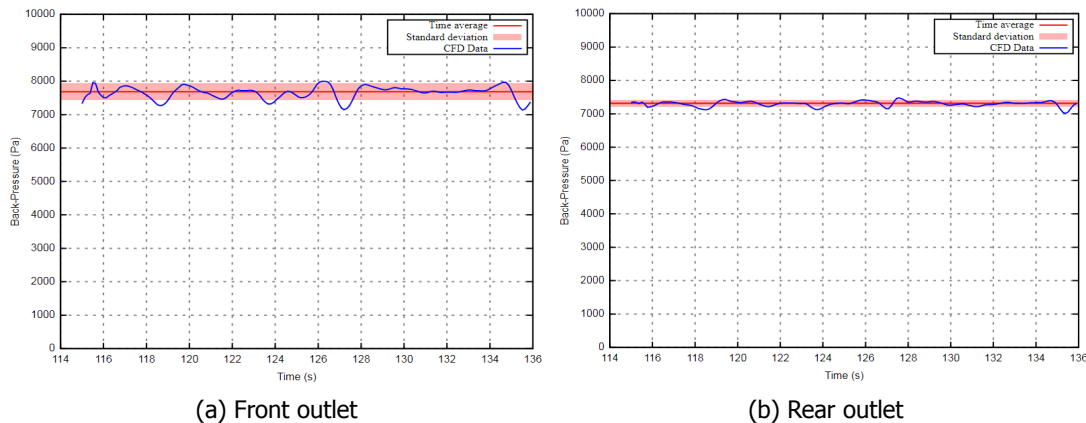 10000
9000
8000
7000
6000
5000
4000
3000
2000
1000
0
Back-Pressure (Pa)
Time average
Standard deviation
CFD Data
114 116 118 120 122 124 126 128 130 132 134 136
Time (s)
(a) Front outlet
10000
9000
8000
7000
6000
5000
4000
3000
2000
1000
0
Back-Pressure (Pa)
Time average
Standard deviation
CFD Data
114 116 118 120 122 124 126 128 130 132 134 136
Time (s)
(b) Rear outlet